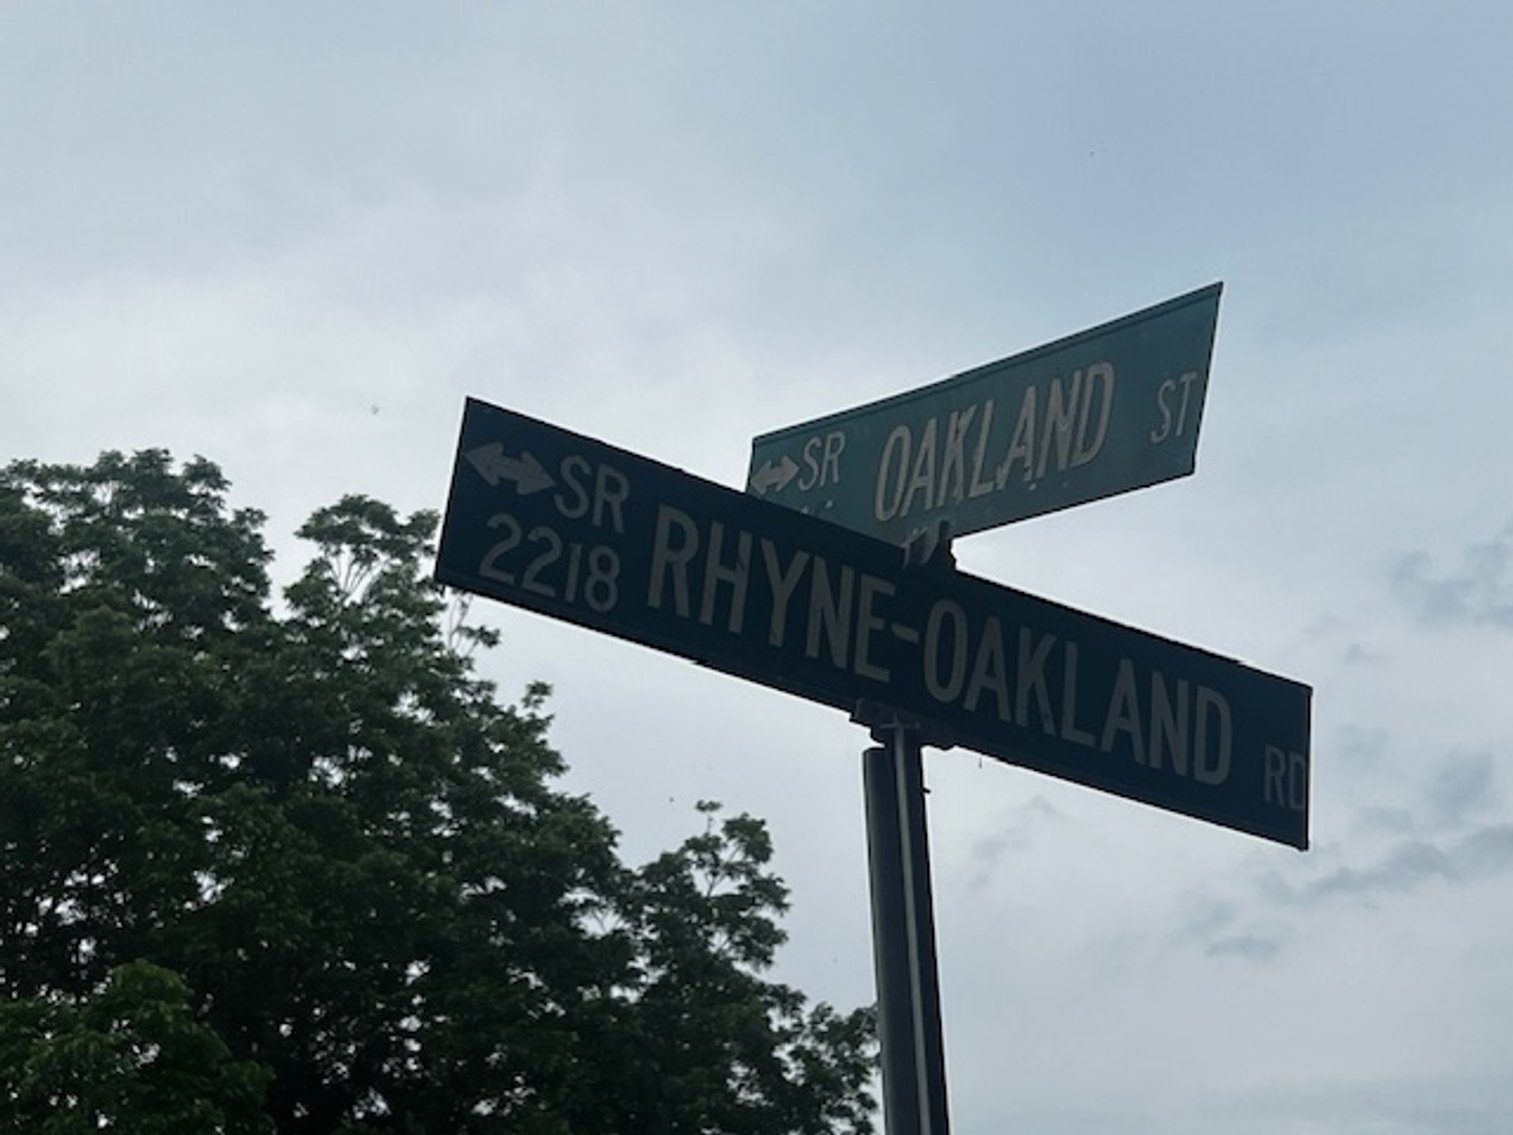 SR OAKLAND ST
SR RHYNE-OAKLAND RD
2218